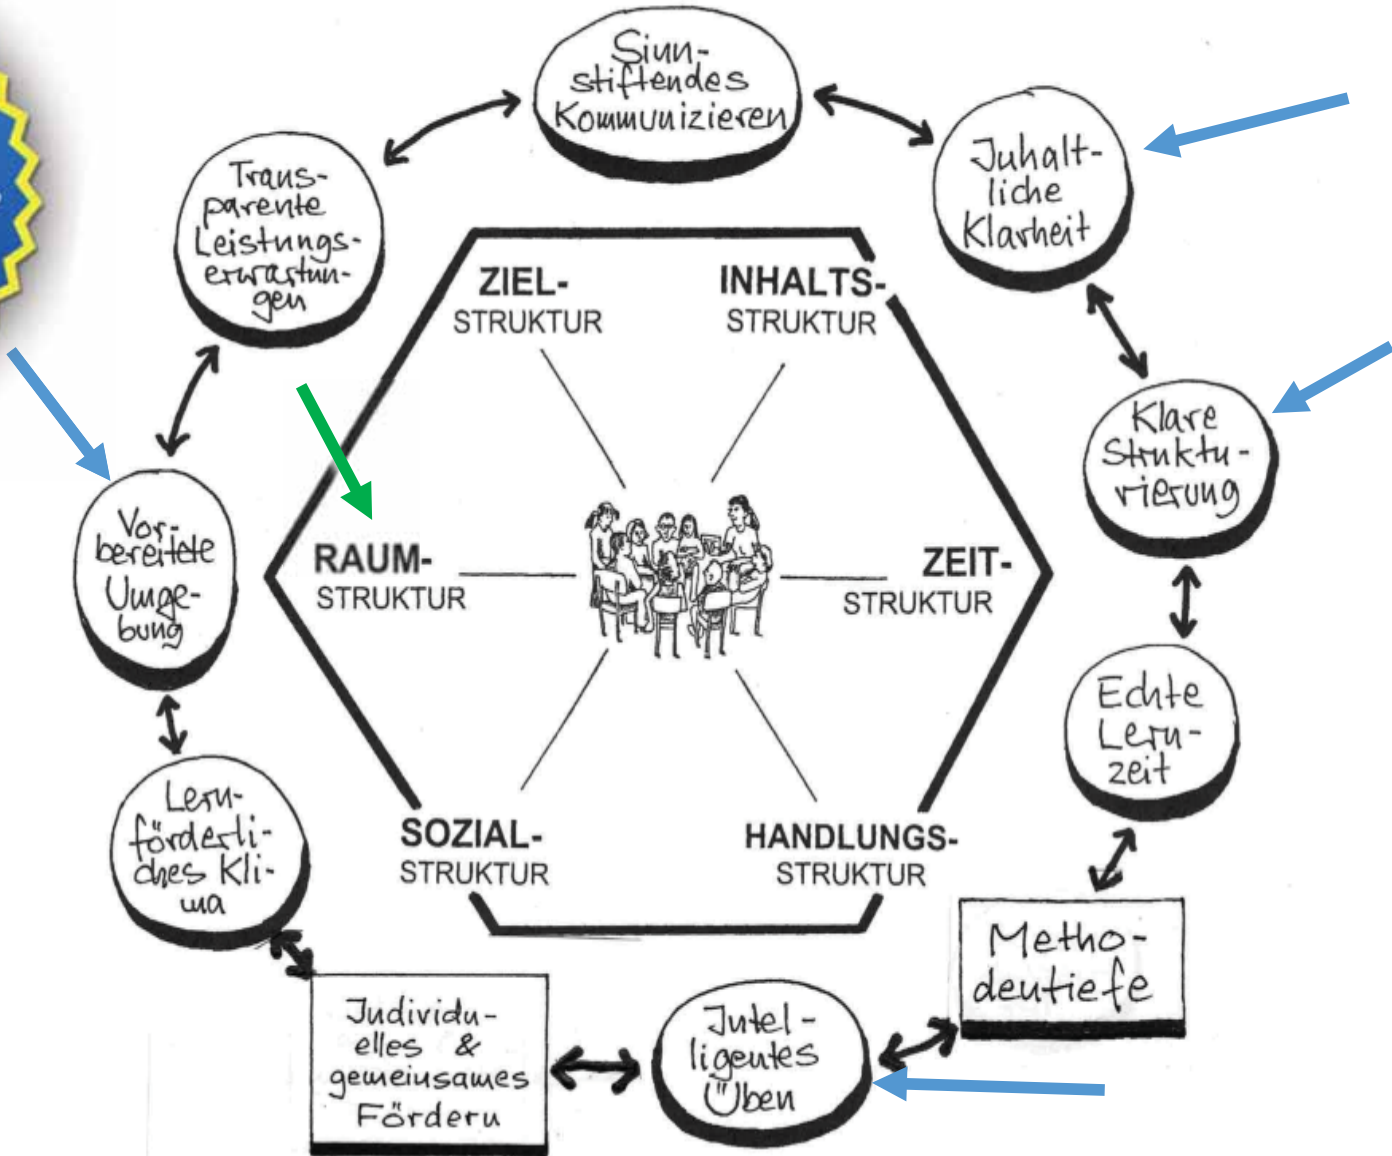 Sinn-
stiftendes
Kommunizieren
Inhalt-
liche
Klarheit
Klare
Struktu-
rierung
Echte
Lern-
zeit
Metho-
dentiefe
Intel-
ligentes
Üben
Individu-
elles &
gemeinsames
Fördern
Lern-
förderli-
ches Kli-
ma
Vor-
bereitete
Umge-
bung
Trans-
parente
Leistungs-
erwartun-
gen
ZIEL-
STRUKTUR
INHALTS-
STRUKTUR
RAUM-
STRUKTUR
ZEIT-
STRUKTUR
SOZIAL-
STRUKTUR
HANDLUNGS-
STRUKTUR